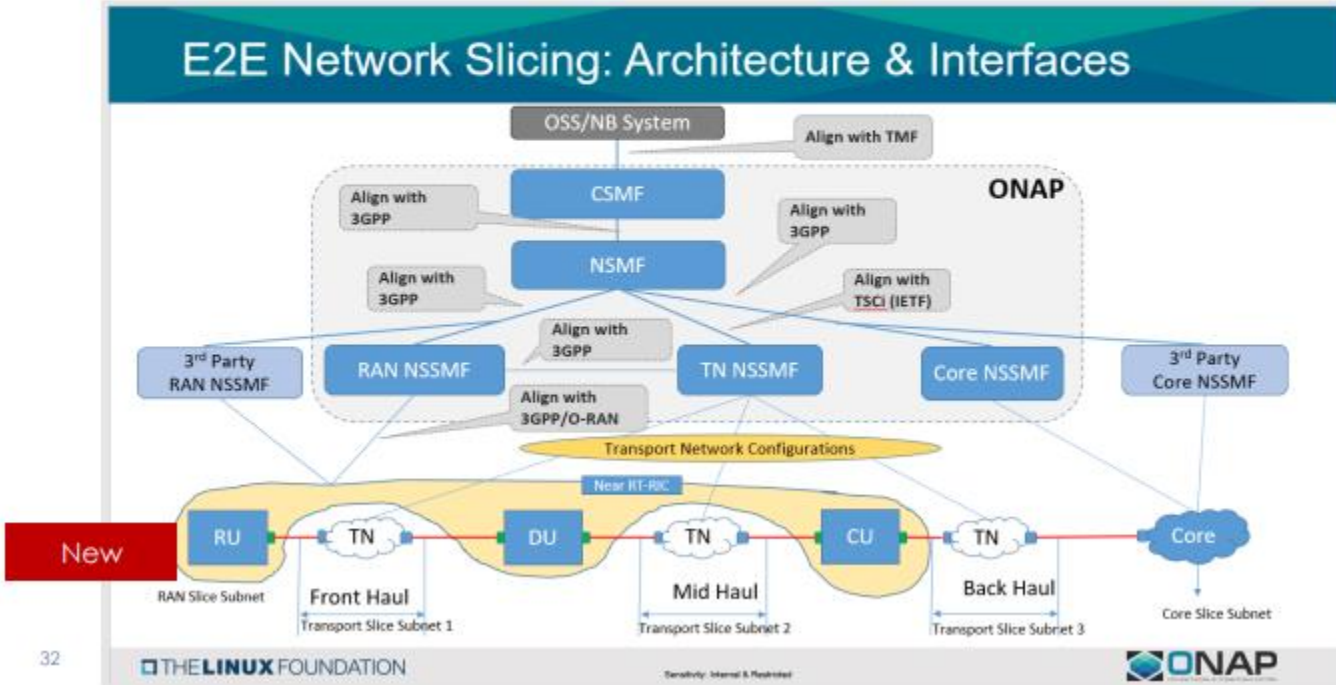 E2E Network Slicing: Architecture & Interfaces
OSS/NB System
Align with TMF
ONAP
CSMF
Align with
3GPP
Align with
3GPP
NSMF
Align with
3GPP
Align with
TSCi (IETF)
Align with
3GPP
3rd Party
RAN NSSMF
RAN NSSMF
TN NSSMF
Core NSSMF
3rd Party
Core NSSMF
Align with
3GPP/O-RAN
Transport Network Configurations
Near RT-RIC
New
RU
TN
DU
TN
CU
TN
Core
RAN Slice Subnet
Front Haul
Mid Haul
Back Haul
Core Slice Subnet
Transport Slice Subnet 1
Transport Slice Subnet 2
Transport Slice Subnet 3
32
THE LINUX FOUNDATION
Sensitivity: Internal & Restricted
ONAP